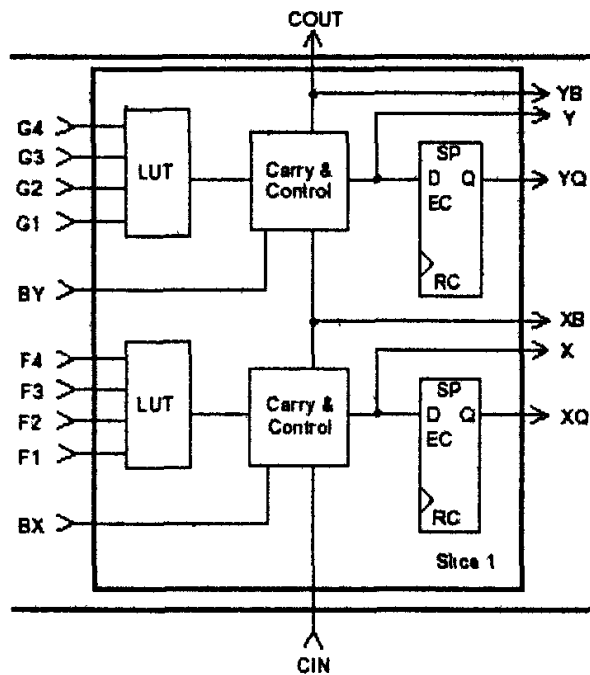 COUT
YB
Y
G4
G3
G2
G1
LUT
Carry &
Control
SP
D Q
EC
RC
YQ
BY
XB
X
F4
F3
F2
F1
LUT
Carry &
Control
SP
D Q
EC
RC
XQ
BX
Slice 1
CIN